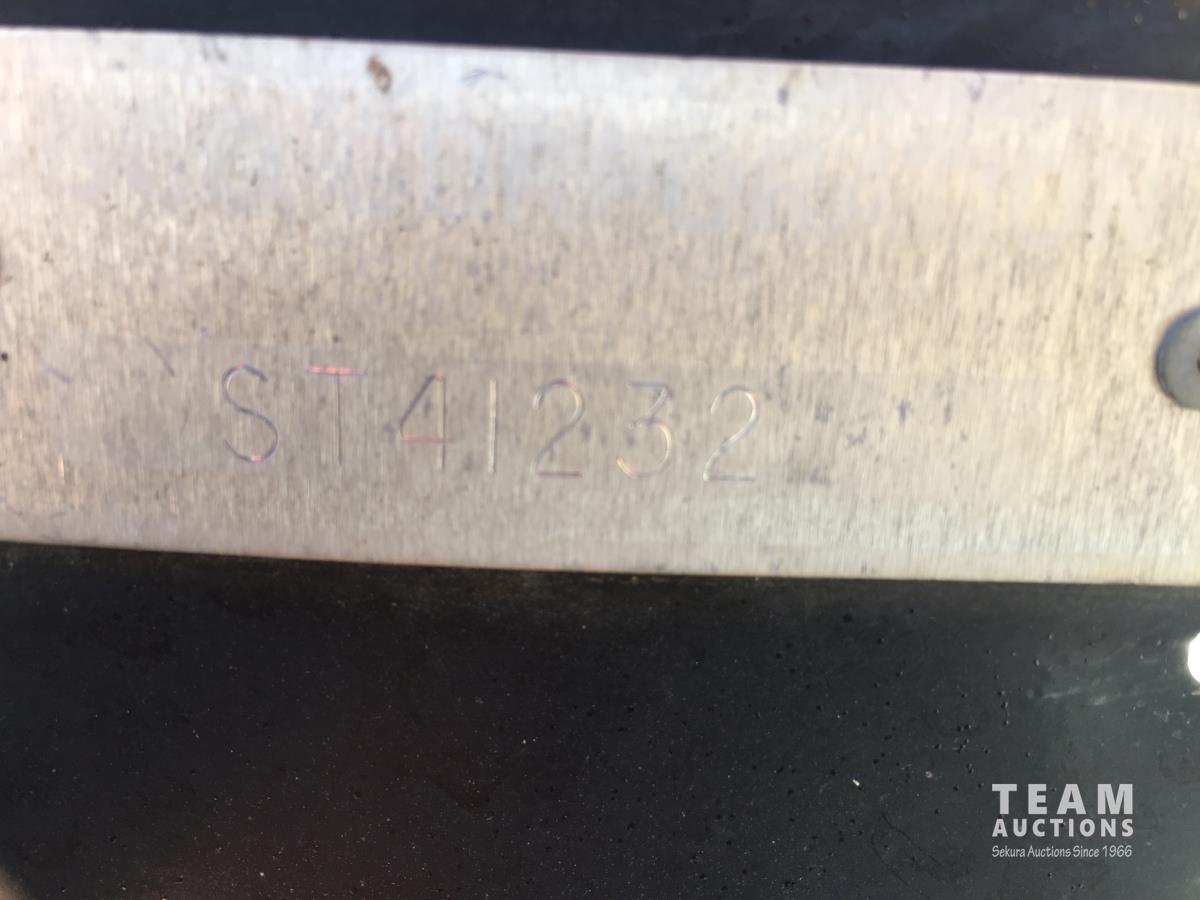 ST41232
TEAM
AUCTIONS
Sekura Auctions Since 1966